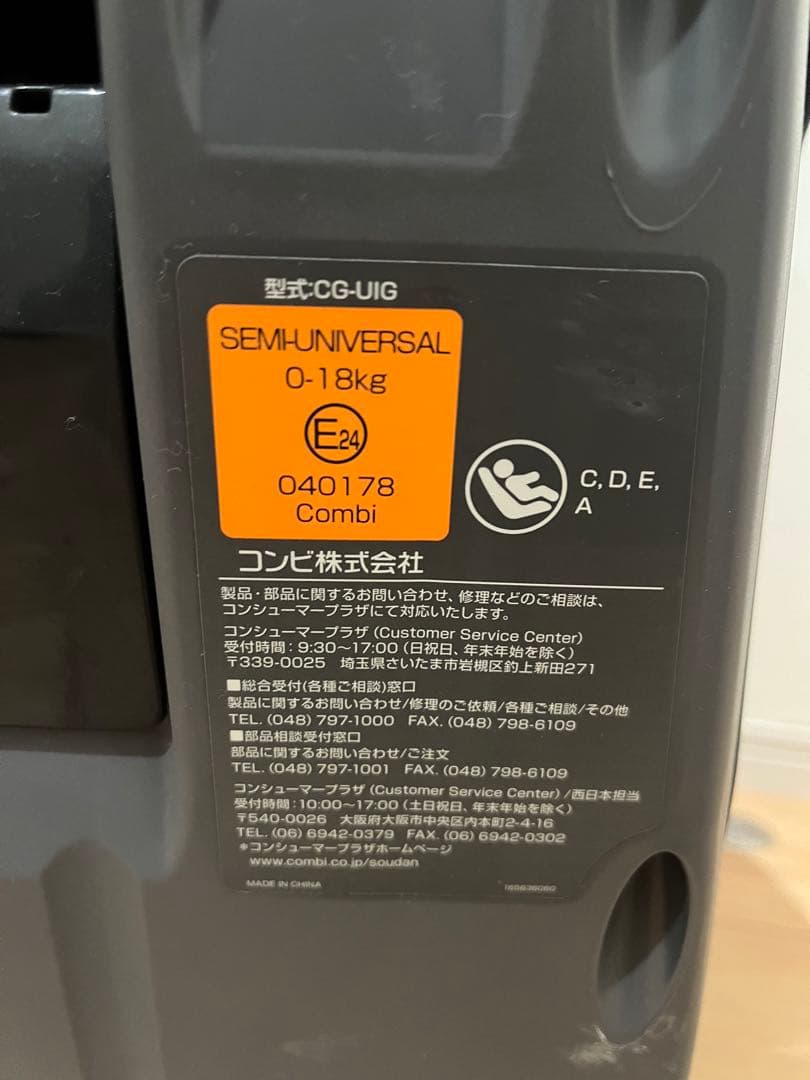 型式:CG-UIG
SEMI-UNIVERSAL
0-18kg
E24
040178
Combi
C, D, E,
A
コンビ株式会社
製品・部品に関するお問い合わせ、修理などのご相談は、
コンシューマープラザにて対応いたします。
コンシューマープラザ (Customer Service Center)
受付時間:9:30〜17:00 (日祝日、年末年始を除く)
〒339-0025 埼玉県さいたま市岩槻区釣上新田271
■総合受付(各種ご相談)窓口
製品に関するお問い合わせ/修理のご依頼/各種ご相談/その他
TEL. (048) 797-1000 FAX. (048) 798-6109
■部品相談受付窓口
部品に関するお問い合わせ/ご注文
TEL. (048) 797-1001 FAX. (048) 798-6109
コンシューマープラザ (Customer Service Center) /西日本担当
受付時間:10:00〜17:00 (土日祝日、年末年始を除く)
〒540-0026 大阪府大阪市中央区内本町2-4-16
TEL. (06) 6942-0379 FAX. (06) 6942-0302
*コンシューマープラザホームページ
www.combi.co.jp/soudan
MADE IN CHINA